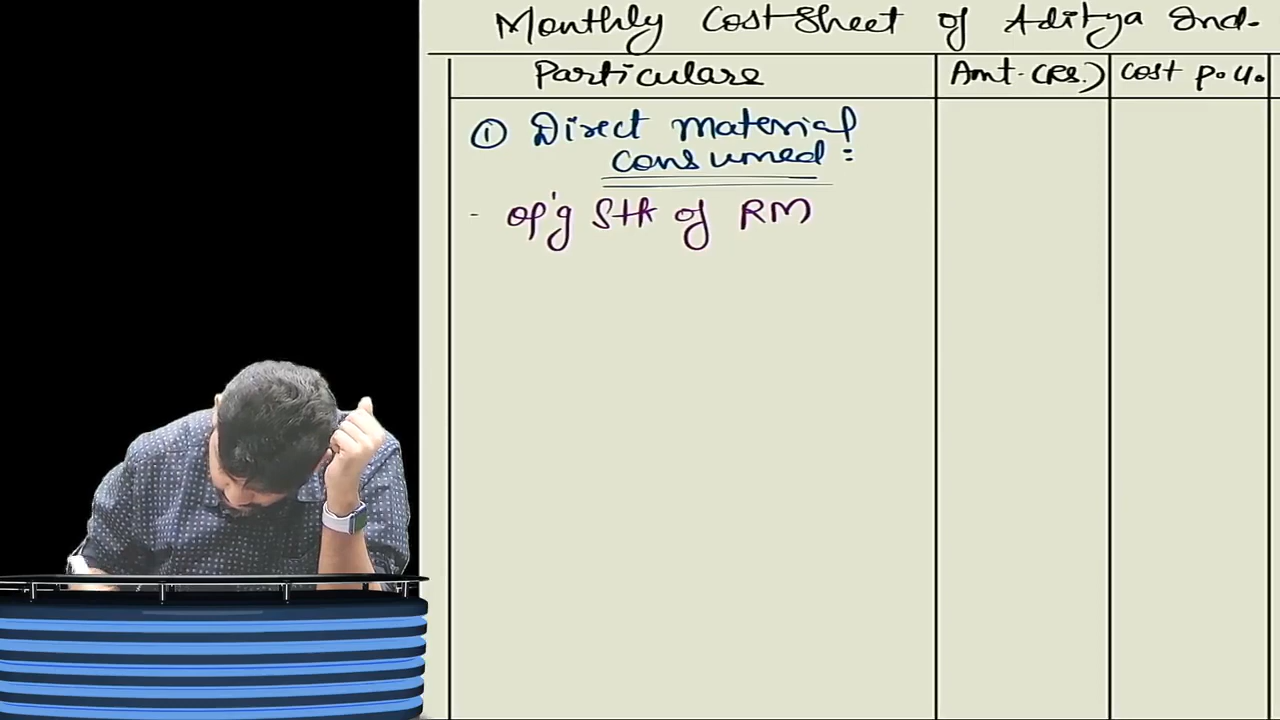 Monthly Cost Sheet of Aditya Ind.
Particulars Amt. (Rs.) Cost p.u.
① Direct Material
Consumed :
- op'g Stk of RM